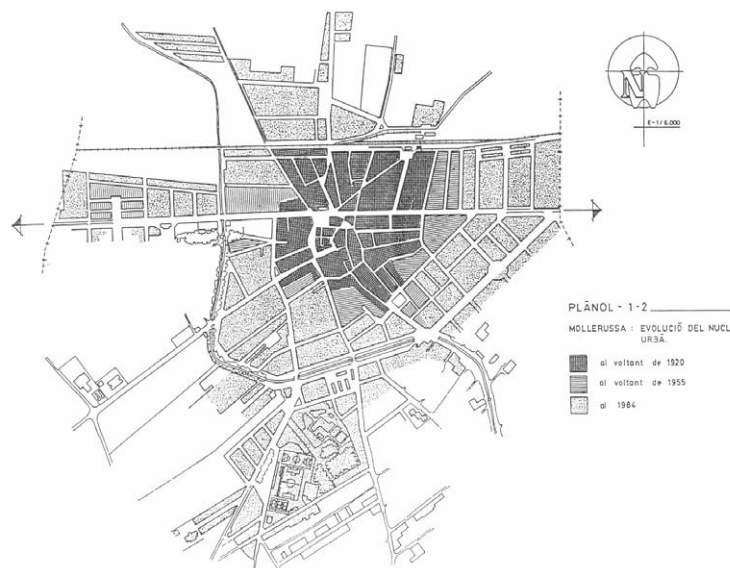 N
E-1/6.000
PLÀNOL - 1-2
MOLLERUSSA : EVOLUCIÓ DEL NUCL
URBÀ.
al voltant de 1920
al voltant de 1955
al 1984